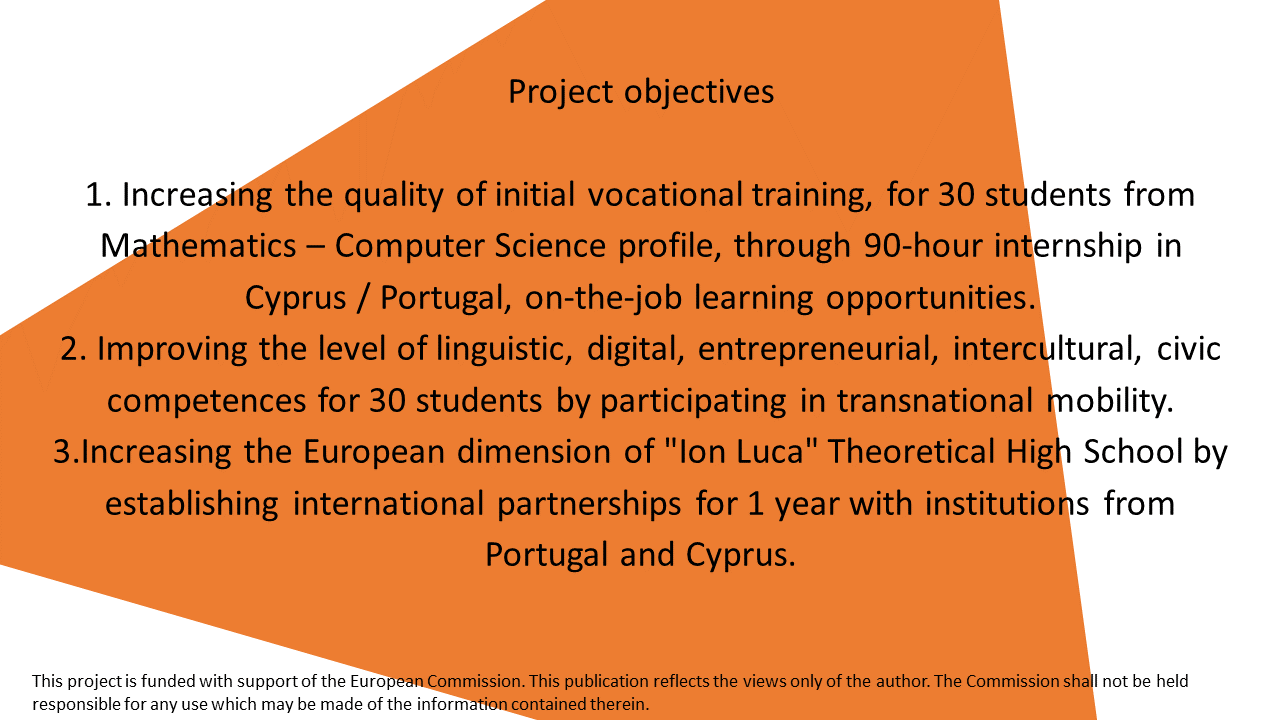 Project objectives
1. Increasing the quality of initial vocational training, for 30 students from
Mathematics – Computer Science profile, through 90-hour internship in
Cyprus / Portugal, on-the-job learning opportunities.
2. Improving the level of linguistic, digital, entrepreneurial, intercultural, civic
competences for 30 students by participating in transnational mobility.
3.Increasing the European dimension of "Ion Luca" Theoretical High School by
establishing international partnerships for 1 year with institutions from
Portugal and Cyprus.
This project is funded with support of the European Commission. This publication reflects the views only of the author. The Commission shall not be held
responsible for any use which may be made of the information contained therein.